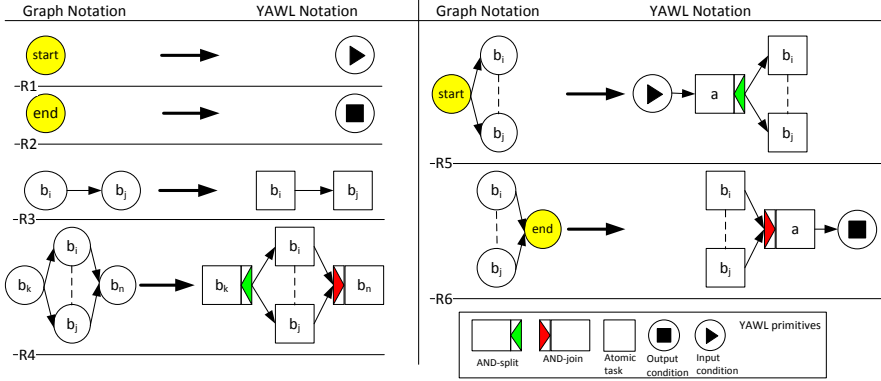 Graph Notation YAWL Notation
start
R1
end
R2
bi bj
R3
bi bi
bk bn bk bn
bj bj
R4
Graph Notation YAWL Notation
bi bi
start a
bj bj
R5
bi bi
end a
bj bj
R6
YAWL primitives
AND-split AND-join Atomic task Output condition Input condition